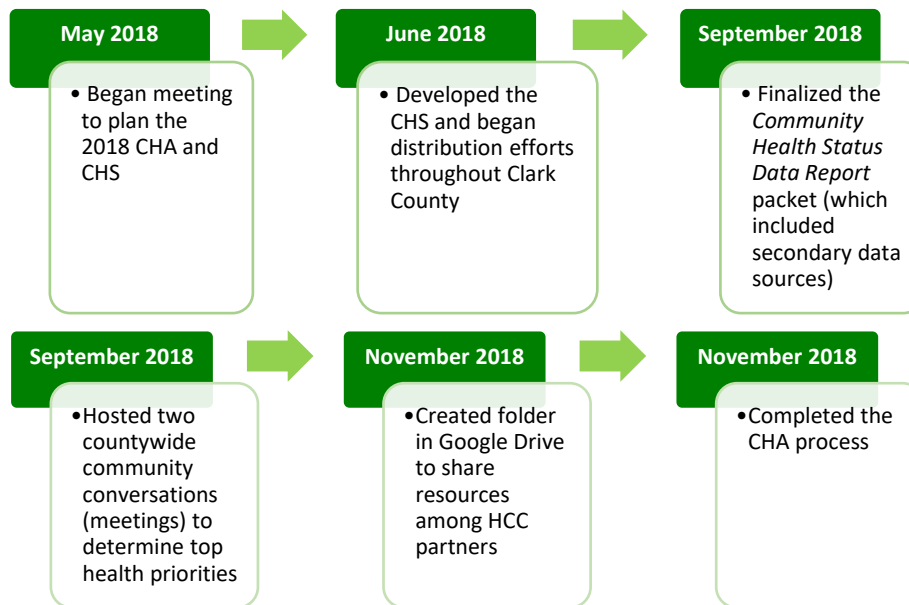 May 2018
• Began meeting
to plan the
2018 CHA and
CHS
June 2018
• Developed the
CHS and began
distribution efforts
throughout Clark
County
September 2018
• Finalized the
Community
Health Status
Data Report
packet (which
included
secondary data
sources)
September 2018
•Hosted two
countywide
community
conversations
(meetings) to
determine top
health priorities
November 2018
•Created folder
in Google Drive
to share
resources
among HCC
partners
November 2018
•Completed the
CHA process